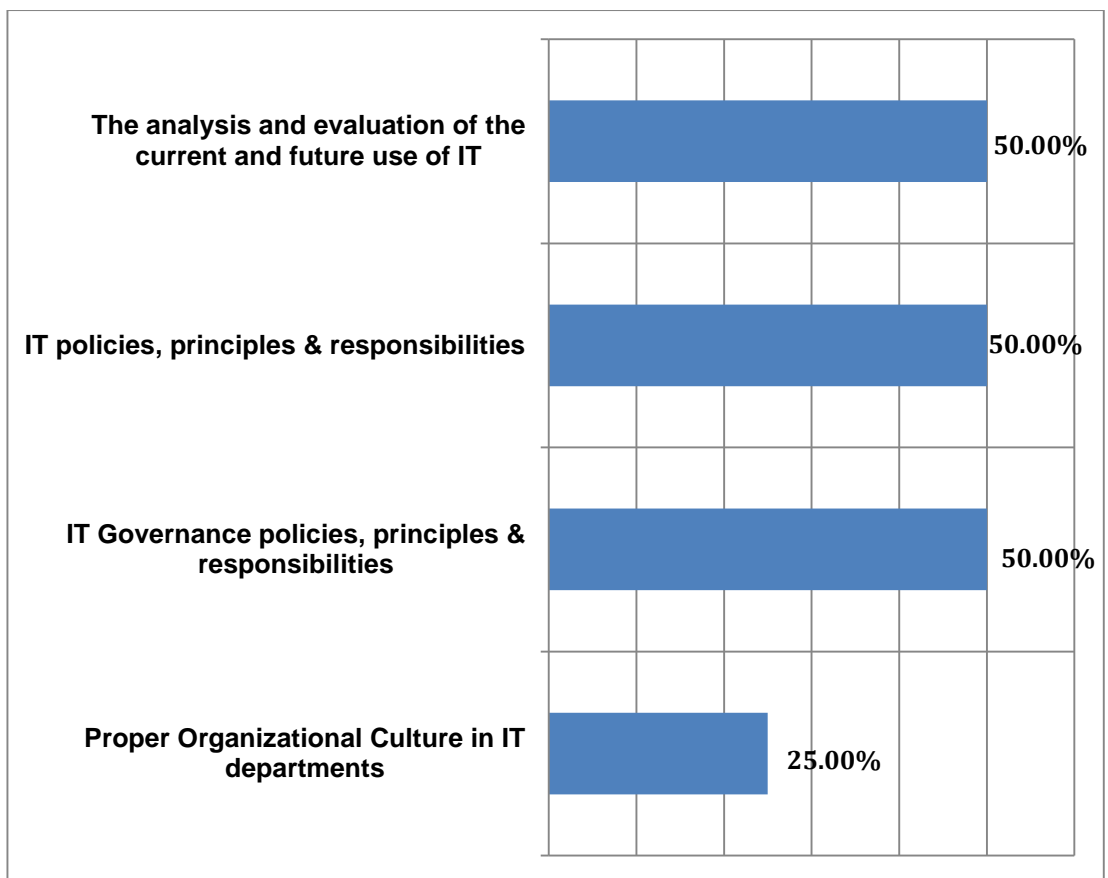 The analysis and evaluation of the
current and future use of IT
50.00%
IT policies, principles & responsibilities
50.00%
IT Governance policies, principles &
responsibilities
50.00%
Proper Organizational Culture in IT
departments
25.00%